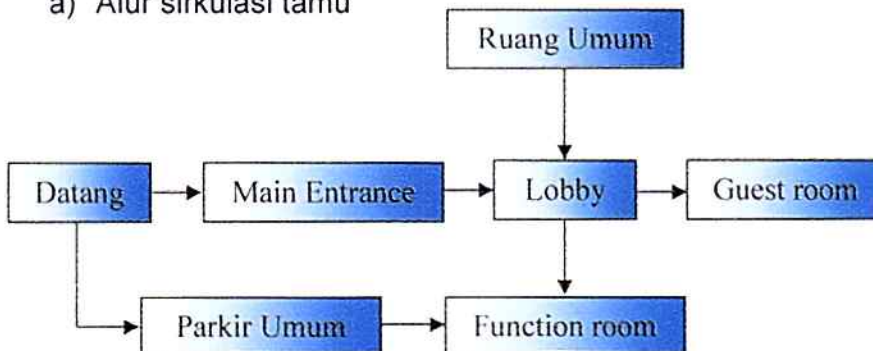 a) Alur sirkulasi tamu
Ruang Umum
Datang
Main Entrance
Lobby
Guest room
Parkir Umum
Function room